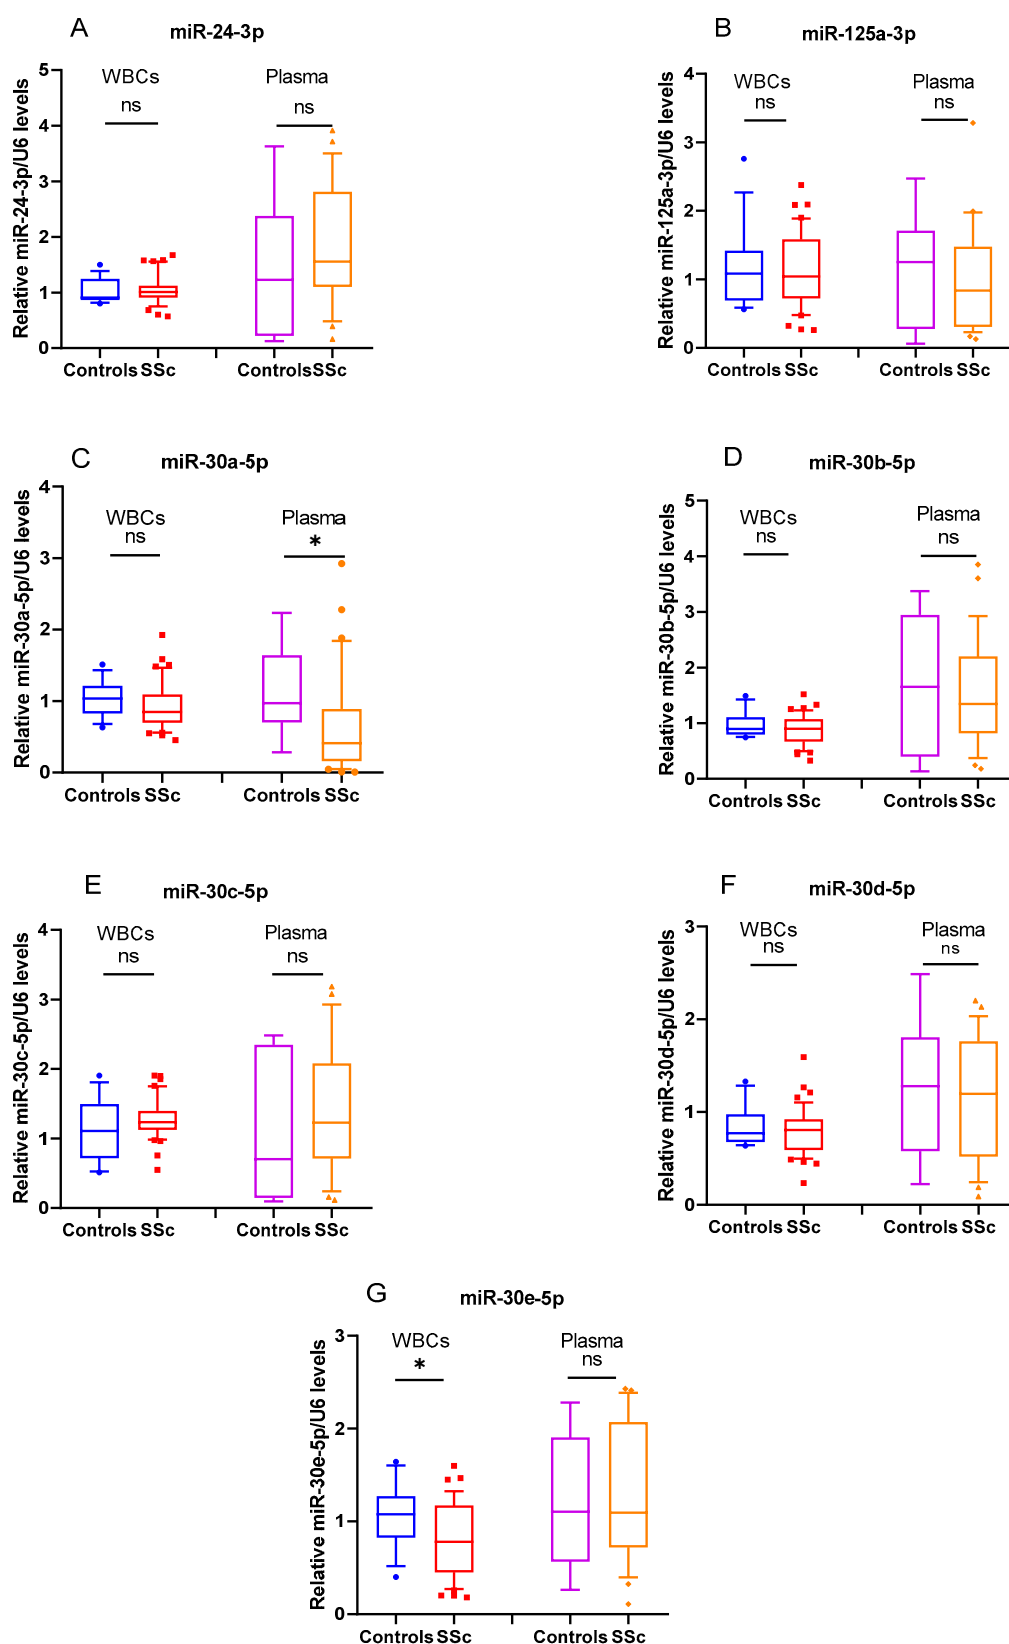 A
miR-24-3p
Relative miR-24-3p/U6 levels
WBCs
ns
Plasma
ns
5
4
3
2
1
0
Controls SSc
Controls SSc
B
miR-125a-3p
Relative miR-125a-3p/U6 levels
WBCs
ns
Plasma
ns
4
3
2
1
0
Controls SSc
Controls SSc
C
miR-30a-5p
Relative miR-30a-5p/U6 levels
WBCs
ns
Plasma
*
4
3
2
1
0
Controls SSc
Controls SSc
D
miR-30b-5p
Relative miR-30b-5p/U6 levels
WBCs
ns
Plasma
ns
5
4
3
2
1
0
Controls SSc
Controls SSc
E
miR-30c-5p
Relative miR-30c-5p/U6 levels
WBCs
ns
Plasma
ns
4
3
2
1
0
Controls SSc
Controls SSc
F
miR-30d-5p
Relative miR-30d-5p/U6 levels
WBCs
ns
Plasma
ns
3
2
1
0
Controls SSc
Controls SSc
G
miR-30e-5p
Relative miR-30e-5p/U6 levels
WBCs
*
Plasma
ns
3
2
1
0
Controls SSc
Controls SSc